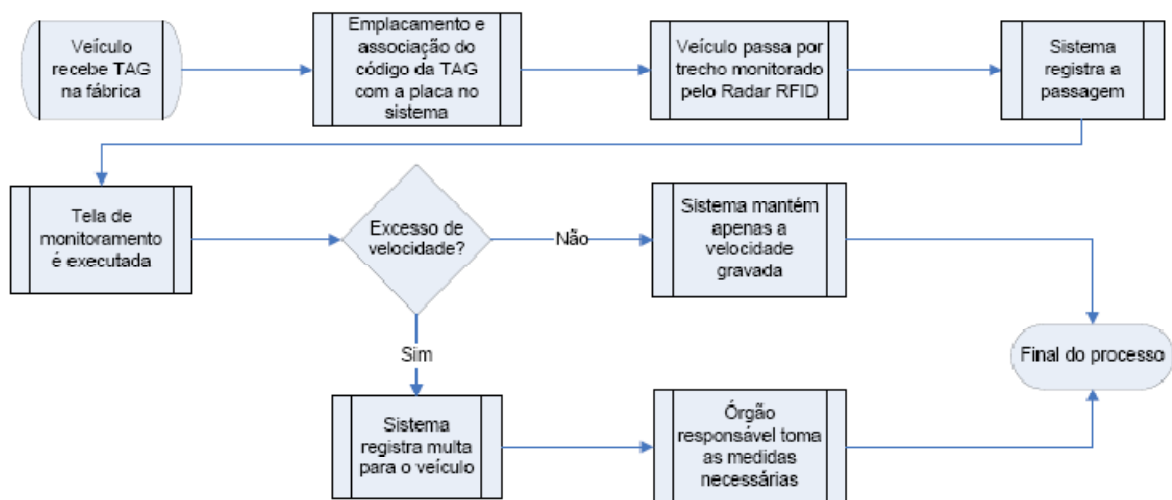 Veículo
recebe TAG
na fábrica
Emplacamento e
associação do
código da TAG
com a placa no
sistema
Veículo passa por
trecho monitorado
pelo Radar RFID
Sistema
registra a
passagem
Tela de
monitoramento
é executada
Excesso de
velocidade?
Não
Sistema mantém
apenas a
velocidade
gravada
Final do processo
Sim
Sistema
registra multa
para o veículo
Órgão
responsável toma
as medidas
necessárias